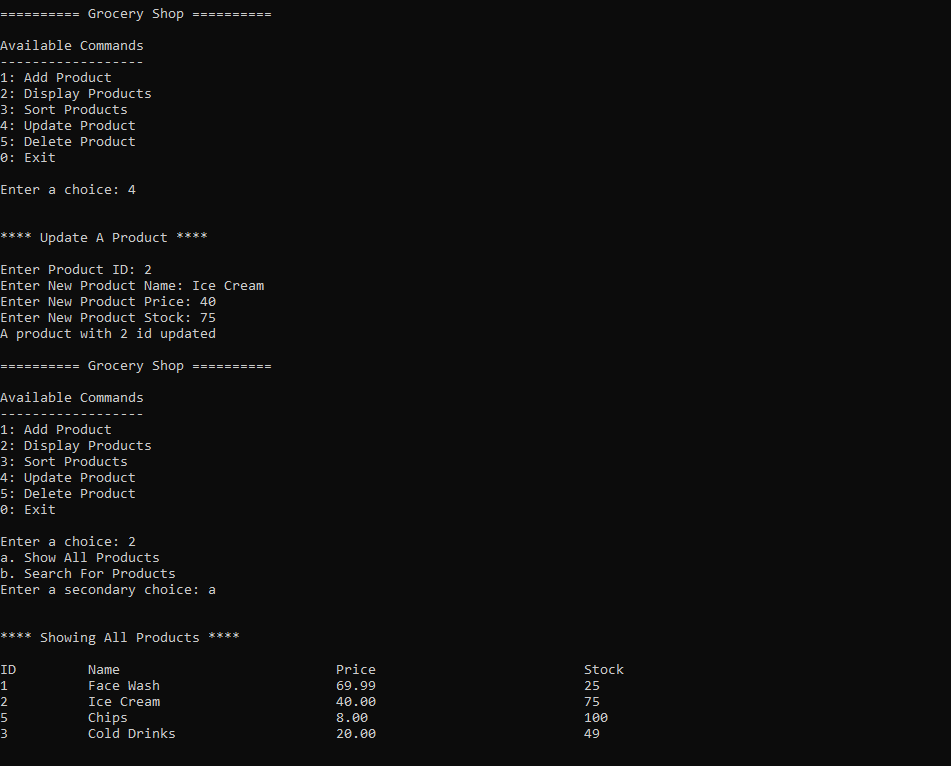 ========== Grocery Shop ==========
Available Commands
------------------
1: Add Product
2: Display Products
3: Sort Products
4: Update Product
5: Delete Product
0: Exit
Enter a choice: 4
**** Update A Product ****
Enter Product ID: 2
Enter New Product Name: Ice Cream
Enter New Product Price: 40
Enter New Product Stock: 75
A product with 2 id updated
========== Grocery Shop ==========
Available Commands
------------------
1: Add Product
2: Display Products
3: Sort Products
4: Update Product
5: Delete Product
0: Exit
Enter a choice: 2
a. Show All Products
b. Search For Products
Enter a secondary choice: a
**** Showing All Products ****
ID Name Price Stock
1 Face Wash 69.99 25
2 Ice Cream 40.00 75
5 Chips 8.00 100
3 Cold Drinks 20.00 49